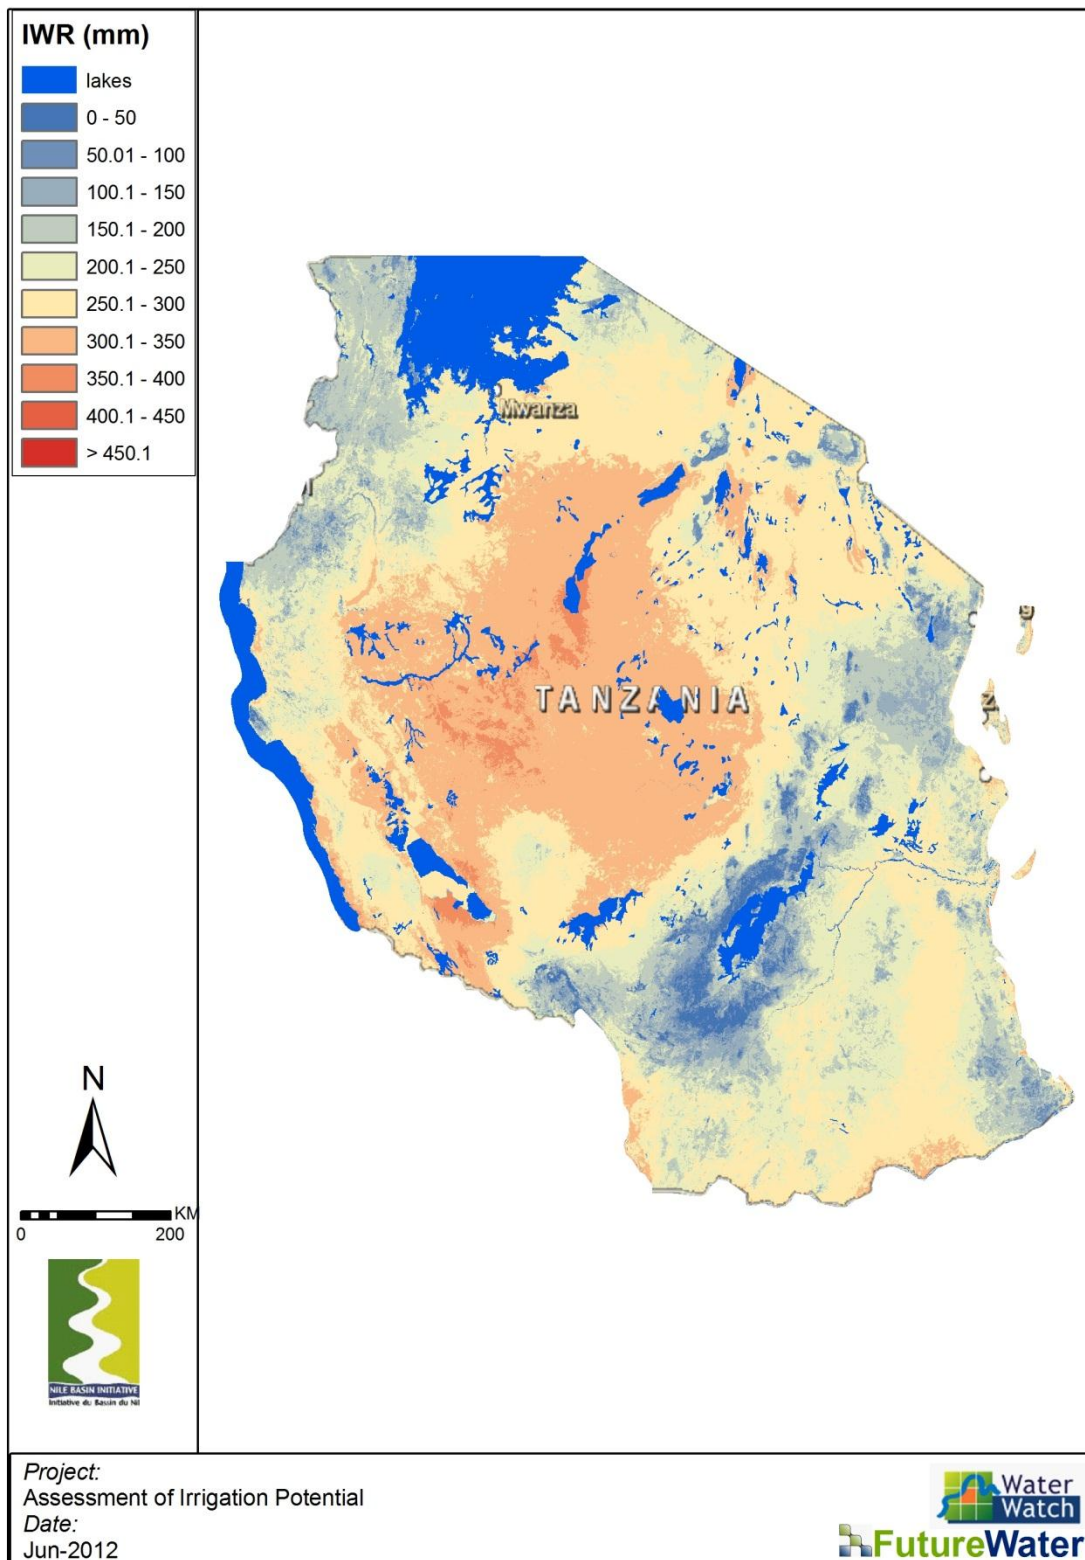 IWR (mm)
lakes
0 - 50
50.01 - 100
100.1 - 150
150.1 - 200
200.1 - 250
250.1 - 300
300.1 - 350
350.1 - 400
400.1 - 450
> 450.1
Mwanza
TANZANIA
N
KM
0 200
NILE BASIN INITIATIVE
Initiative du Bassin du Nil
Project:
Assessment of Irrigation Potential
Date:
Jun-2012
Water
Watch
FutureWater